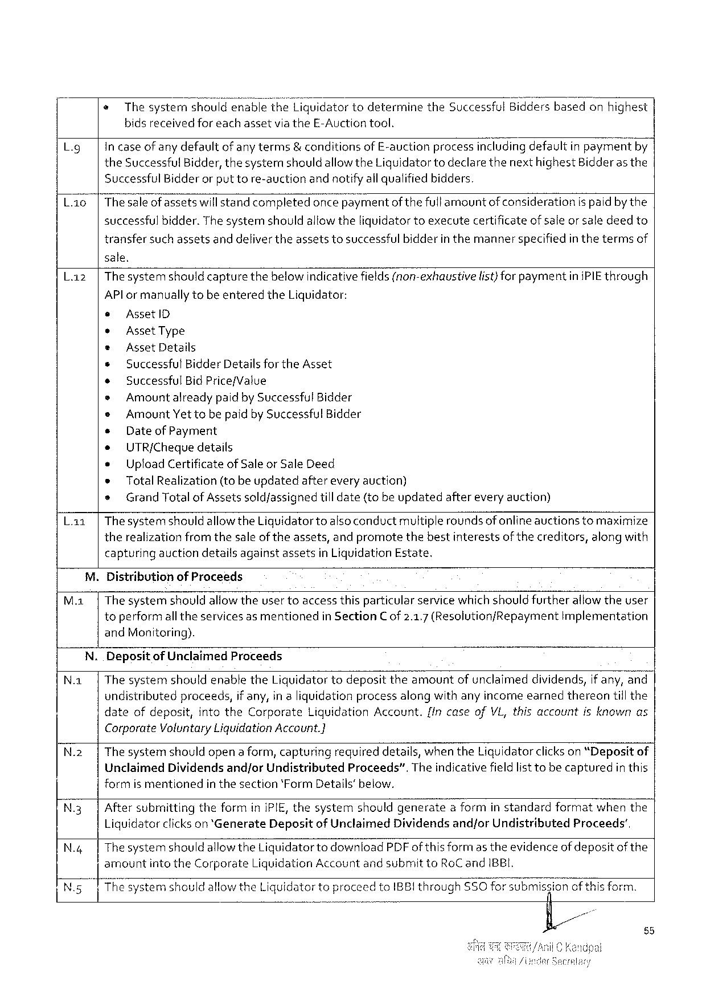 • The system should enable the Liquidator to determine the Successful Bidders based on highest
bids received for each asset via the E-Auction tool.
L.9 In case of any default of any terms & conditions of E-auction process including default in payment by
the Successful Bidder, the system should allow the Liquidator to declare the next highest Bidder as the
Successful Bidder or put to re-auction and notify all qualified bidders.
L.10 The sale of assets will stand completed once payment of the full amount of consideration is paid by the
successful bidder. The system should allow the liquidator to execute certificate of sale or sale deed to
transfer such assets and deliver the assets to successful bidder in the manner specified in the terms of
sale.
L.12 The system should capture the below indicative fields (non-exhaustive list) for payment in iPIE through
API or manually to be entered the Liquidator:
• Asset ID
• Asset Type
• Asset Details
• Successful Bidder Details for the Asset
• Successful Bid Price/Value
• Amount already paid by Successful Bidder
• Amount Yet to be paid by Successful Bidder
• Date of Payment
• UTR/Cheque details
• Upload Certificate of Sale or Sale Deed
• Total Realization (to be updated after every auction)
• Grand Total of Assets sold/assigned till date (to be updated after every auction)
L.11 The system should allow the Liquidator to also conduct multiple rounds of online auctions to maximize
the realization from the sale of the assets, and promote the best interests of the creditors, along with
capturing auction details against assets in Liquidation Estate.
M. Distribution of Proceeds
M.1 The system should allow the user to access this particular service which should further allow the user
to perform all the services as mentioned in Section C of 2.1.7 (Resolution/Repayment Implementation
and Monitoring).
N. Deposit of Unclaimed Proceeds
N.1 The system should enable the Liquidator to deposit the amount of unclaimed dividends, if any, and
undistributed proceeds, if any, in a liquidation process along with any income earned thereon till the
date of deposit, into the Corporate Liquidation Account. [In case of VL, this account is known as
Corporate Voluntary Liquidation Account.]
N.2 The system should open a form, capturing required details, when the Liquidator clicks on "Deposit of
Unclaimed Dividends and/or Undistributed Proceeds". The indicative field list to be captured in this
form is mentioned in the section 'Form Details' below.
N.3 After submitting the form in iPIE, the system should generate a form in standard format when the
Liquidator clicks on 'Generate Deposit of Unclaimed Dividends and/or Undistributed Proceeds'.
N.4 The system should allow the Liquidator to download PDF of this form as the evidence of deposit of the
amount into the Corporate Liquidation Account and submit to RoC and IBBI.
N.5 The system should allow the Liquidator to proceed to IBBI through SSO for submission of this form.
55
/Anil C Kandpal
/Under Secretary